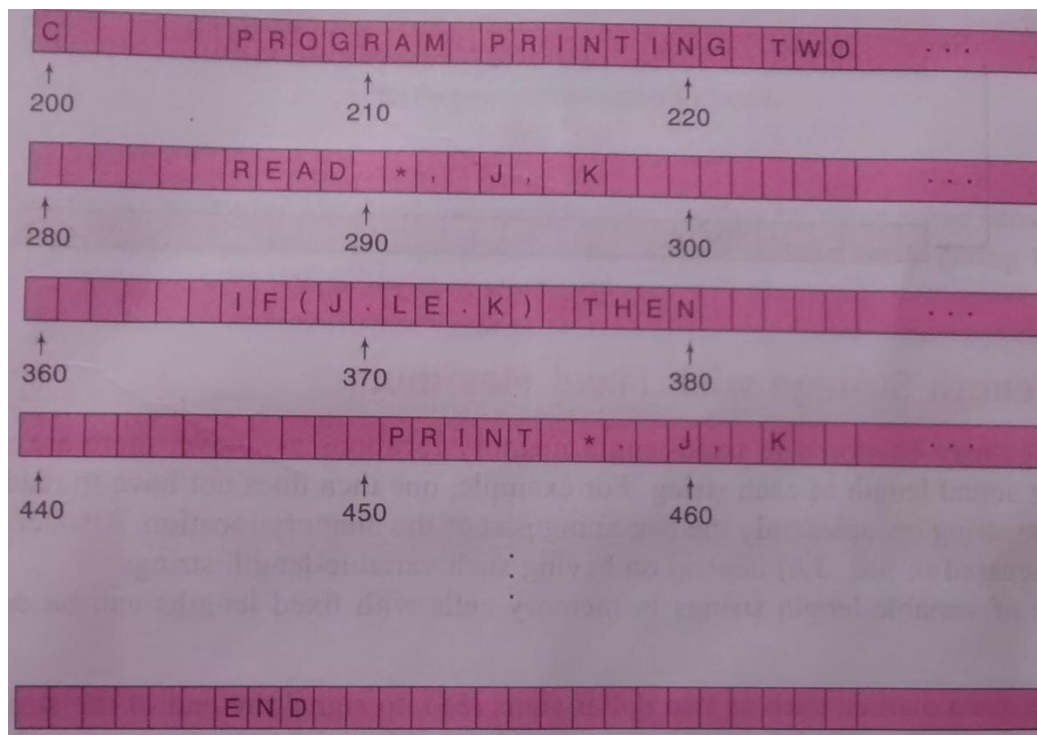 C PROGRAM PRINTING TWO ...
200 210 220
READ *, J, K ...
280 290 300
IF(J.LE.K) THEN ...
360 370 380
PRINT *, J, K ...
440 450 460
END